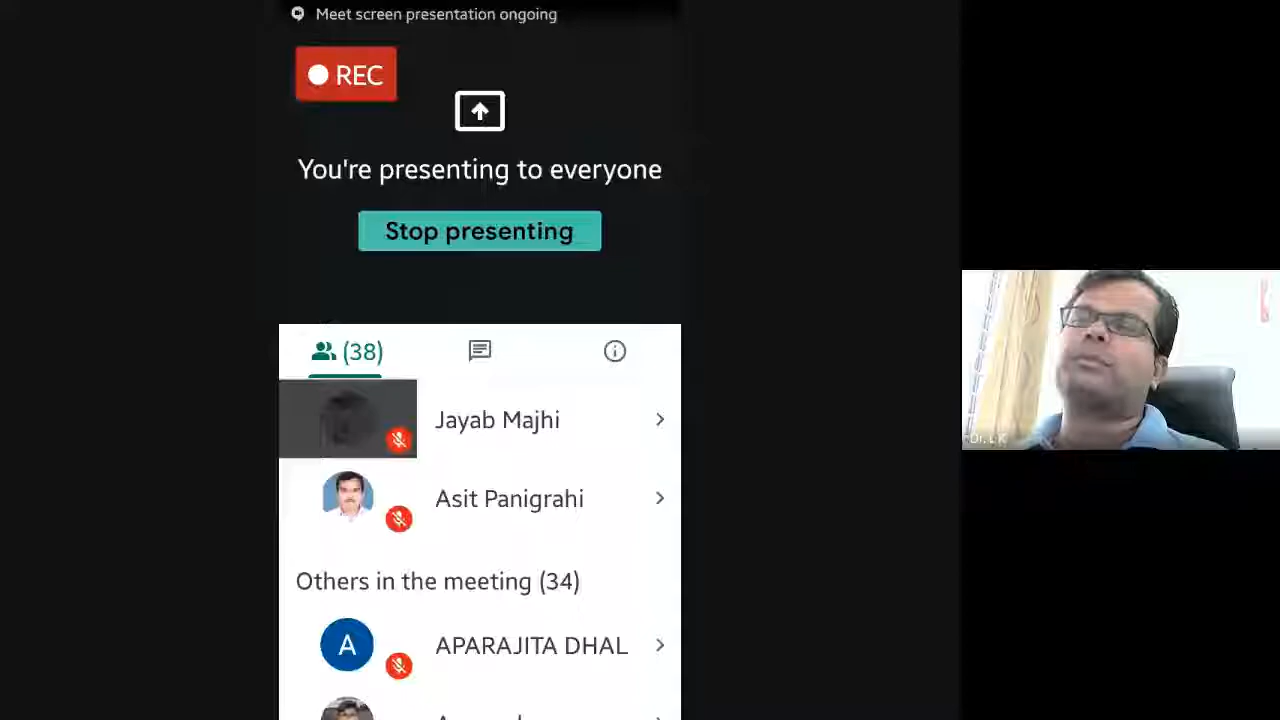 Meet screen presentation ongoing
REC
You're presenting to everyone
Stop presenting
(38)
Jayab Majhi
Asit Panigrahi
Others in the meeting (34)
A
APARAJITA DHAL
Dr. L K